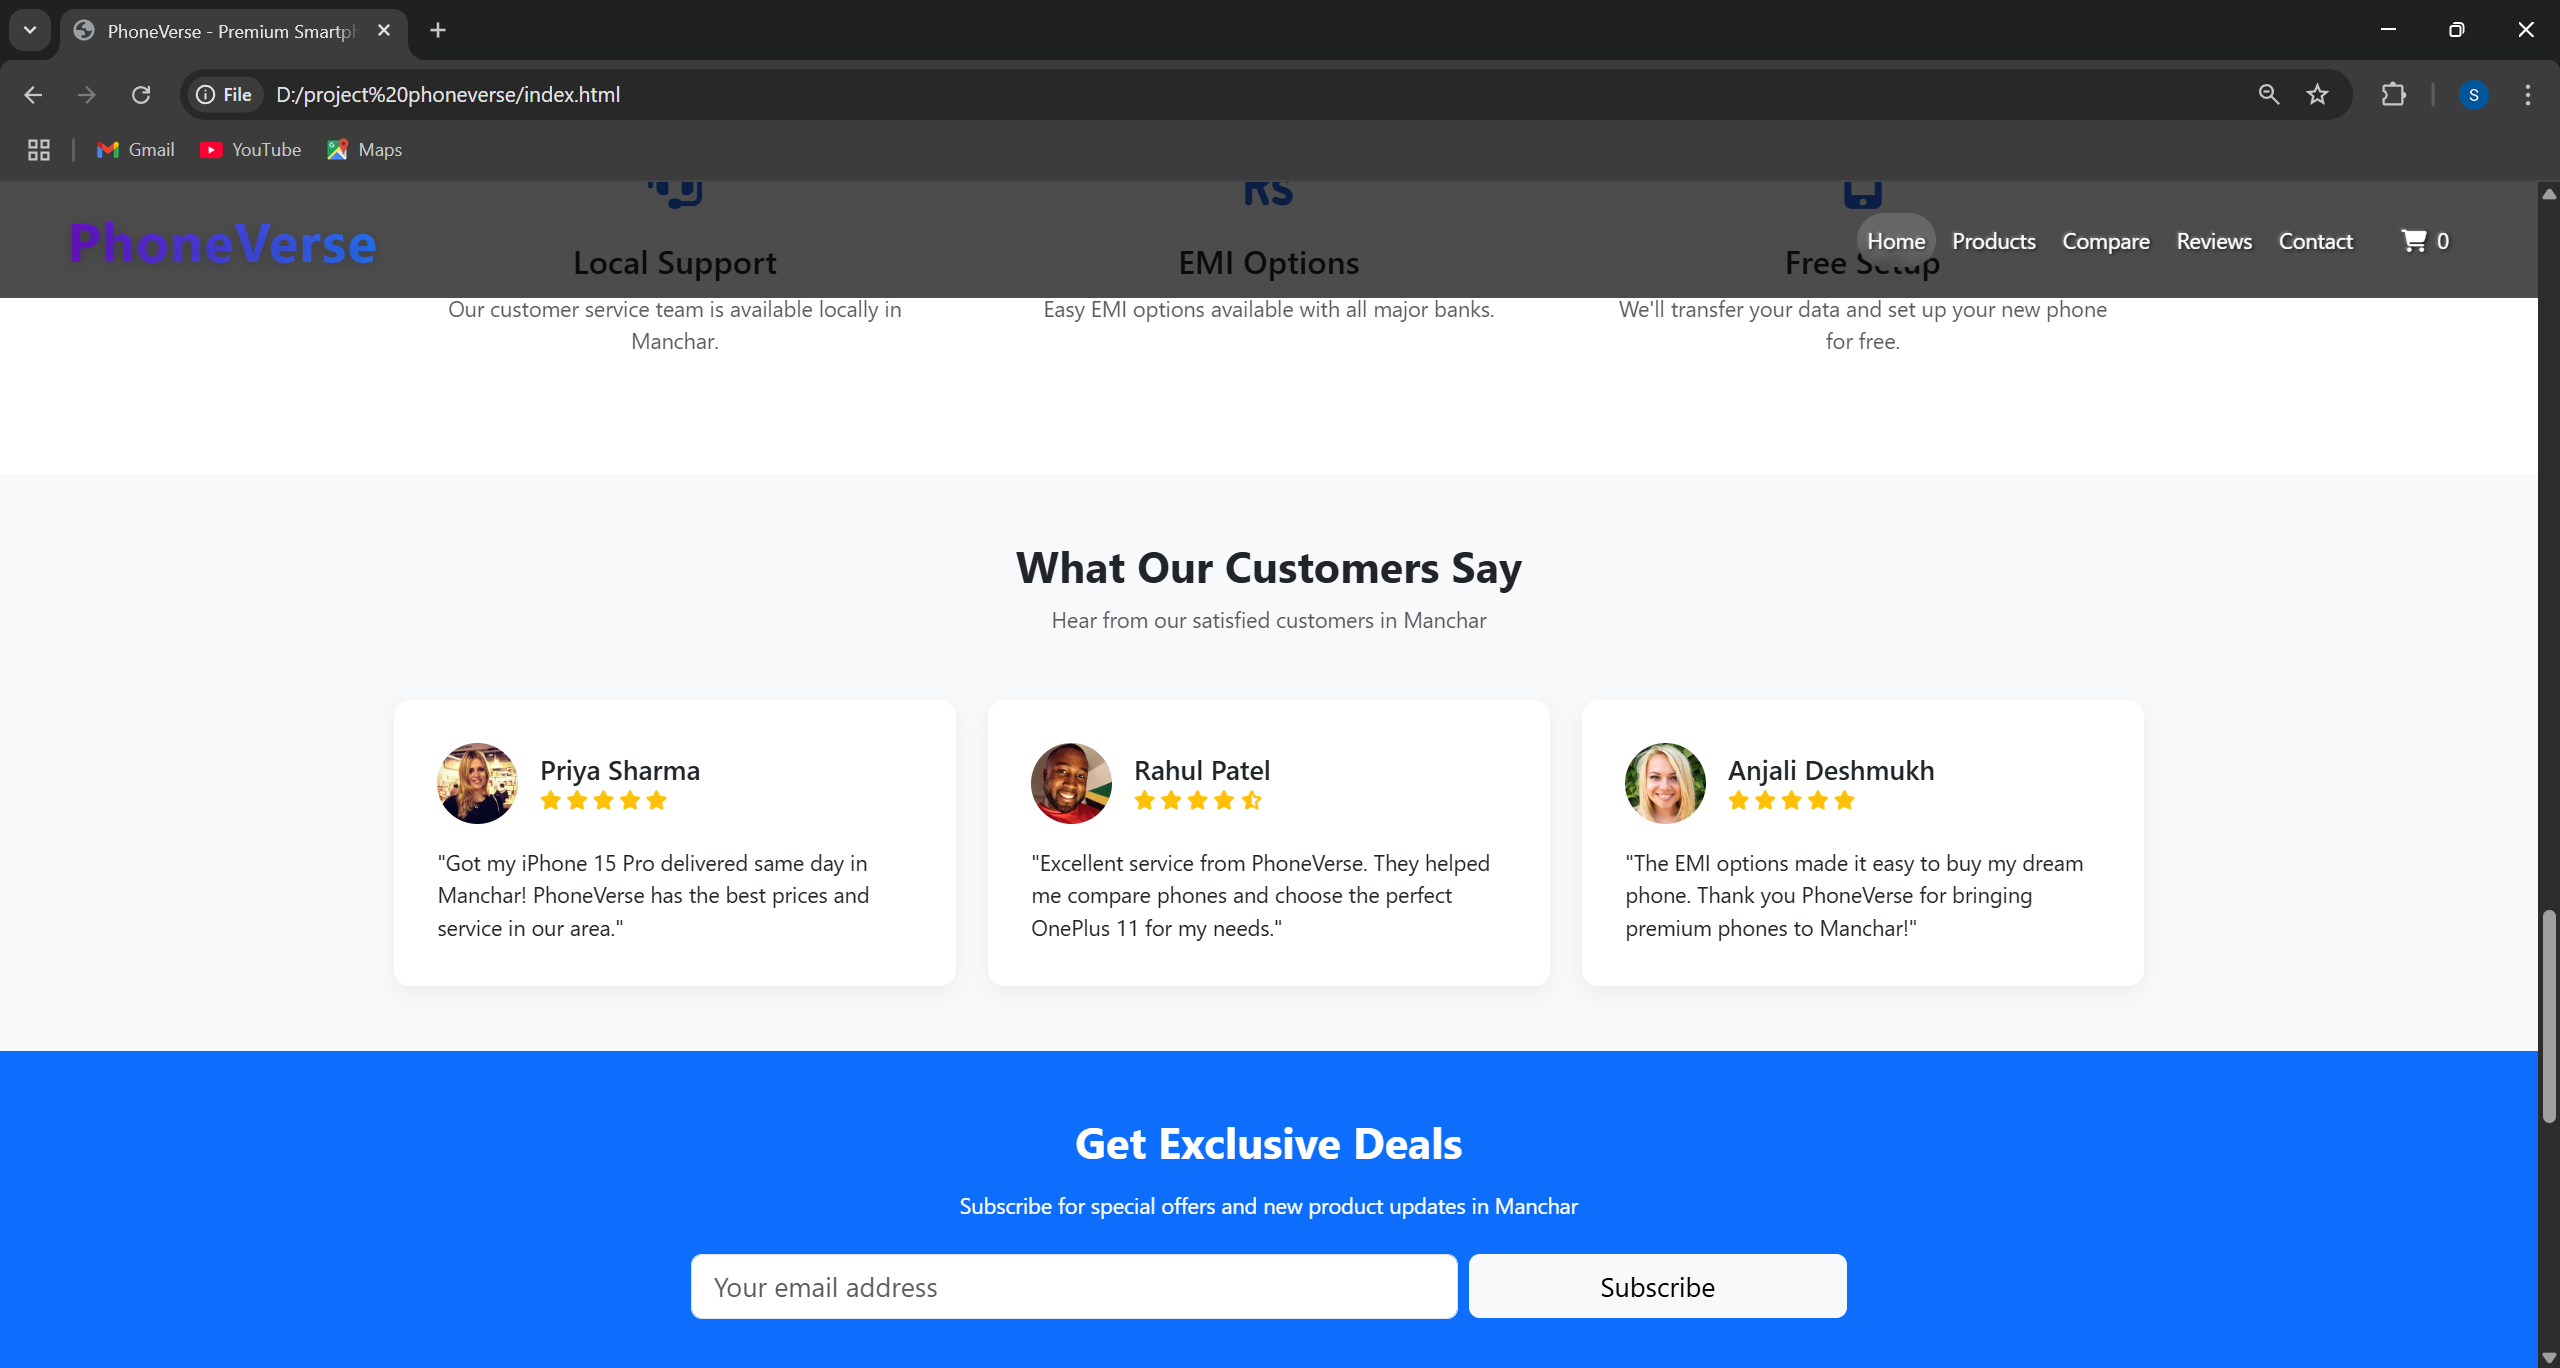 PhoneVerse - Premium Smartph
File
D:/project%20phoneverse/index.html
S
Gmail
YouTube
Maps
RS
PhoneVerse
Home
Products
Compare
Reviews
Contact
0
Local Support
EMI Options
Free Setup
Our customer service team is available locally in
Manchar.
Easy EMI options available with all major banks.
We'll transfer your data and set up your new phone
for free.
What Our Customers Say
Hear from our satisfied customers in Manchar
Priya Sharma
"Got my iPhone 15 Pro delivered same day in
Manchar! PhoneVerse has the best prices and
service in our area."
Rahul Patel
"Excellent service from PhoneVerse. They helped
me compare phones and choose the perfect
OnePlus 11 for my needs."
Anjali Deshmukh
"The EMI options made it easy to buy my dream
phone. Thank you PhoneVerse for bringing
premium phones to Manchar!"
Get Exclusive Deals
Subscribe for special offers and new product updates in Manchar
Your email address
Subscribe